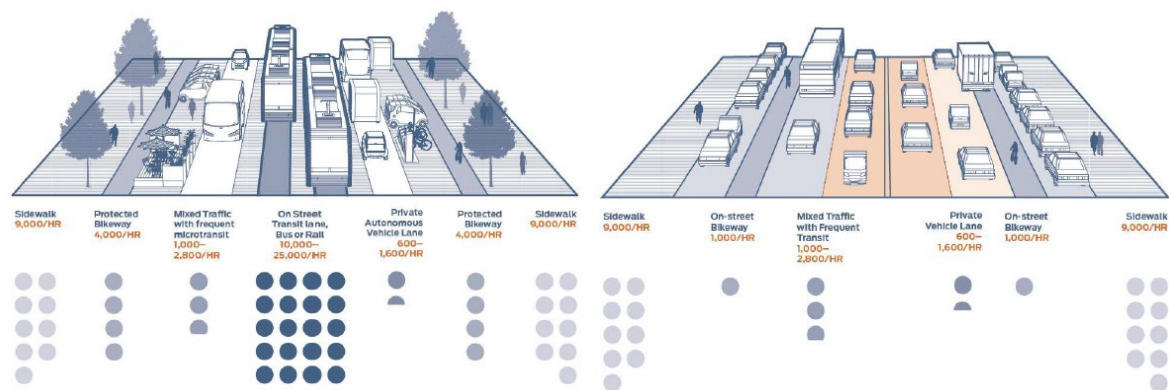 Sidewalk
9,000/HR
Protected
Bikeway
4,000/HR
Mixed Traffic
with frequent
microtransit
1,000–
2,800/HR
On Street
Transit lane,
Bus or Rail
10,000–
25,000/HR
Private
Autonomous
Vehicle Lane
600–
1,600/HR
Protected
Bikeway
4,000/HR
Sidewalk
9,000/HR
Sidewalk
9,000/HR
On-street
Bikeway
1,000/HR
Mixed Traffic
with Frequent
Transit
1,000–
2,800/HR
Private
Vehicle Lane
600–
1,600/HR
On-street
Bikeway
1,000/HR
Sidewalk
9,000/HR